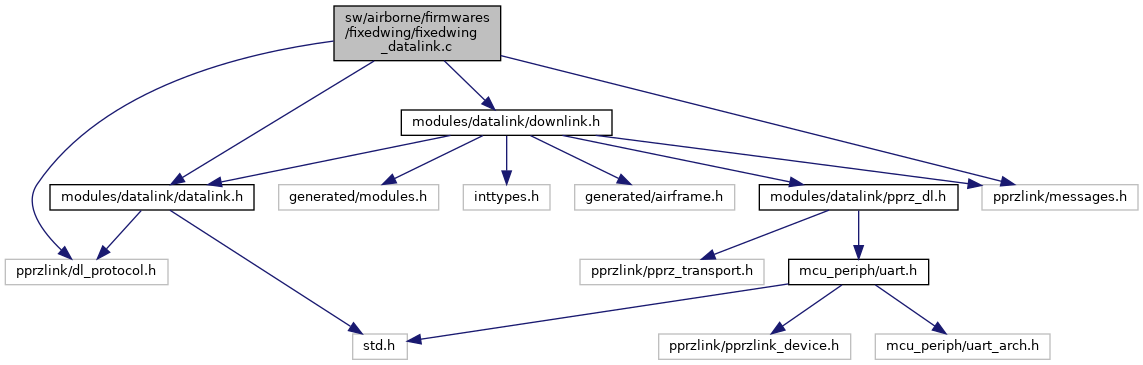 sw/airborne/firmwares
/fixedwing/fixedwing
_datalink.c
modules/datalink/downlink.h
modules/datalink/datalink.h
generated/modules.h
inttypes.h
generated/airframe.h
modules/datalink/pprz_dl.h
pprzlink/messages.h
pprzlink/dl_protocol.h
pprzlink/pprz_transport.h
mcu_periph/uart.h
std.h
pprzlink/pprzlink_device.h
mcu_periph/uart_arch.h